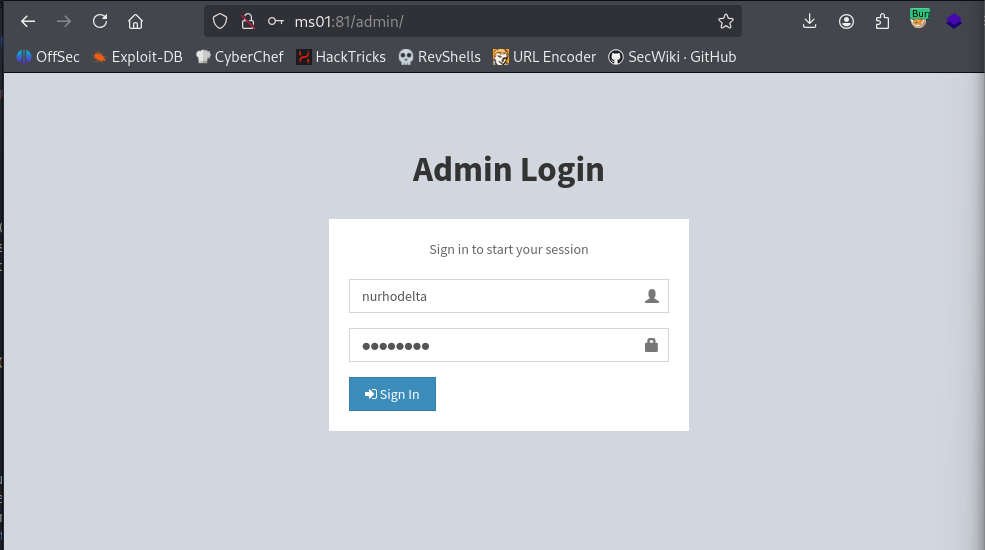 ms01:81/admin/
Bur
OffSec Exploit-DB CyberChef HackTricks RevShells URL Encoder SecWiki · GitHub
Admin Login
Sign in to start your session
nurhodelta
●●●●●●●●
Sign In